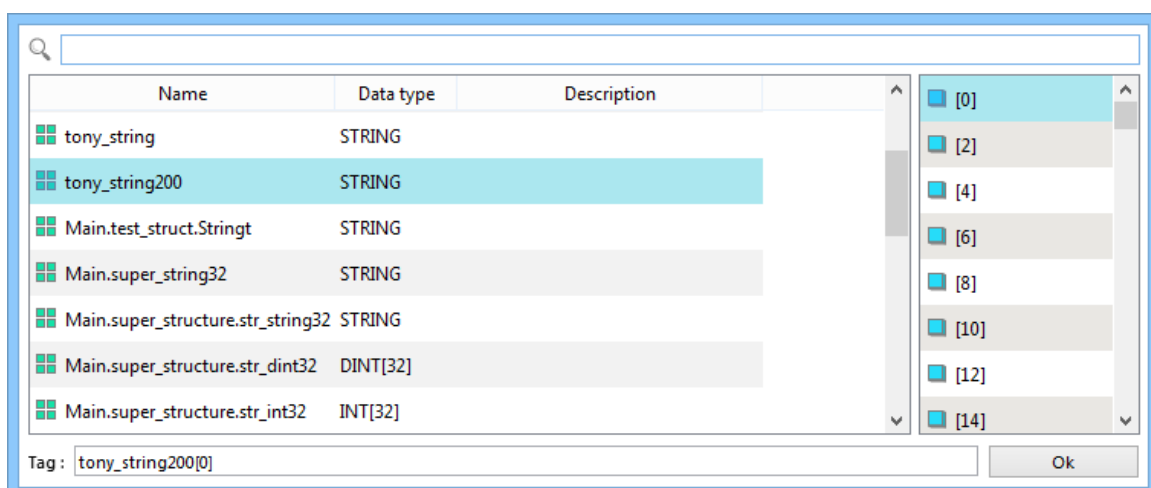 Name Data type Description
tony_string STRING
tony_string200 STRING
Main.test_struct.Stringt STRING
Main.super_string32 STRING
Main.super_structure.str_string32 STRING
Main.super_structure.str_dint32 DINT[32]
Main.super_structure.str_int32 INT[32]
[0]
[2]
[4]
[6]
[8]
[10]
[12]
[14]
Tag : tony_string200[0] Ok